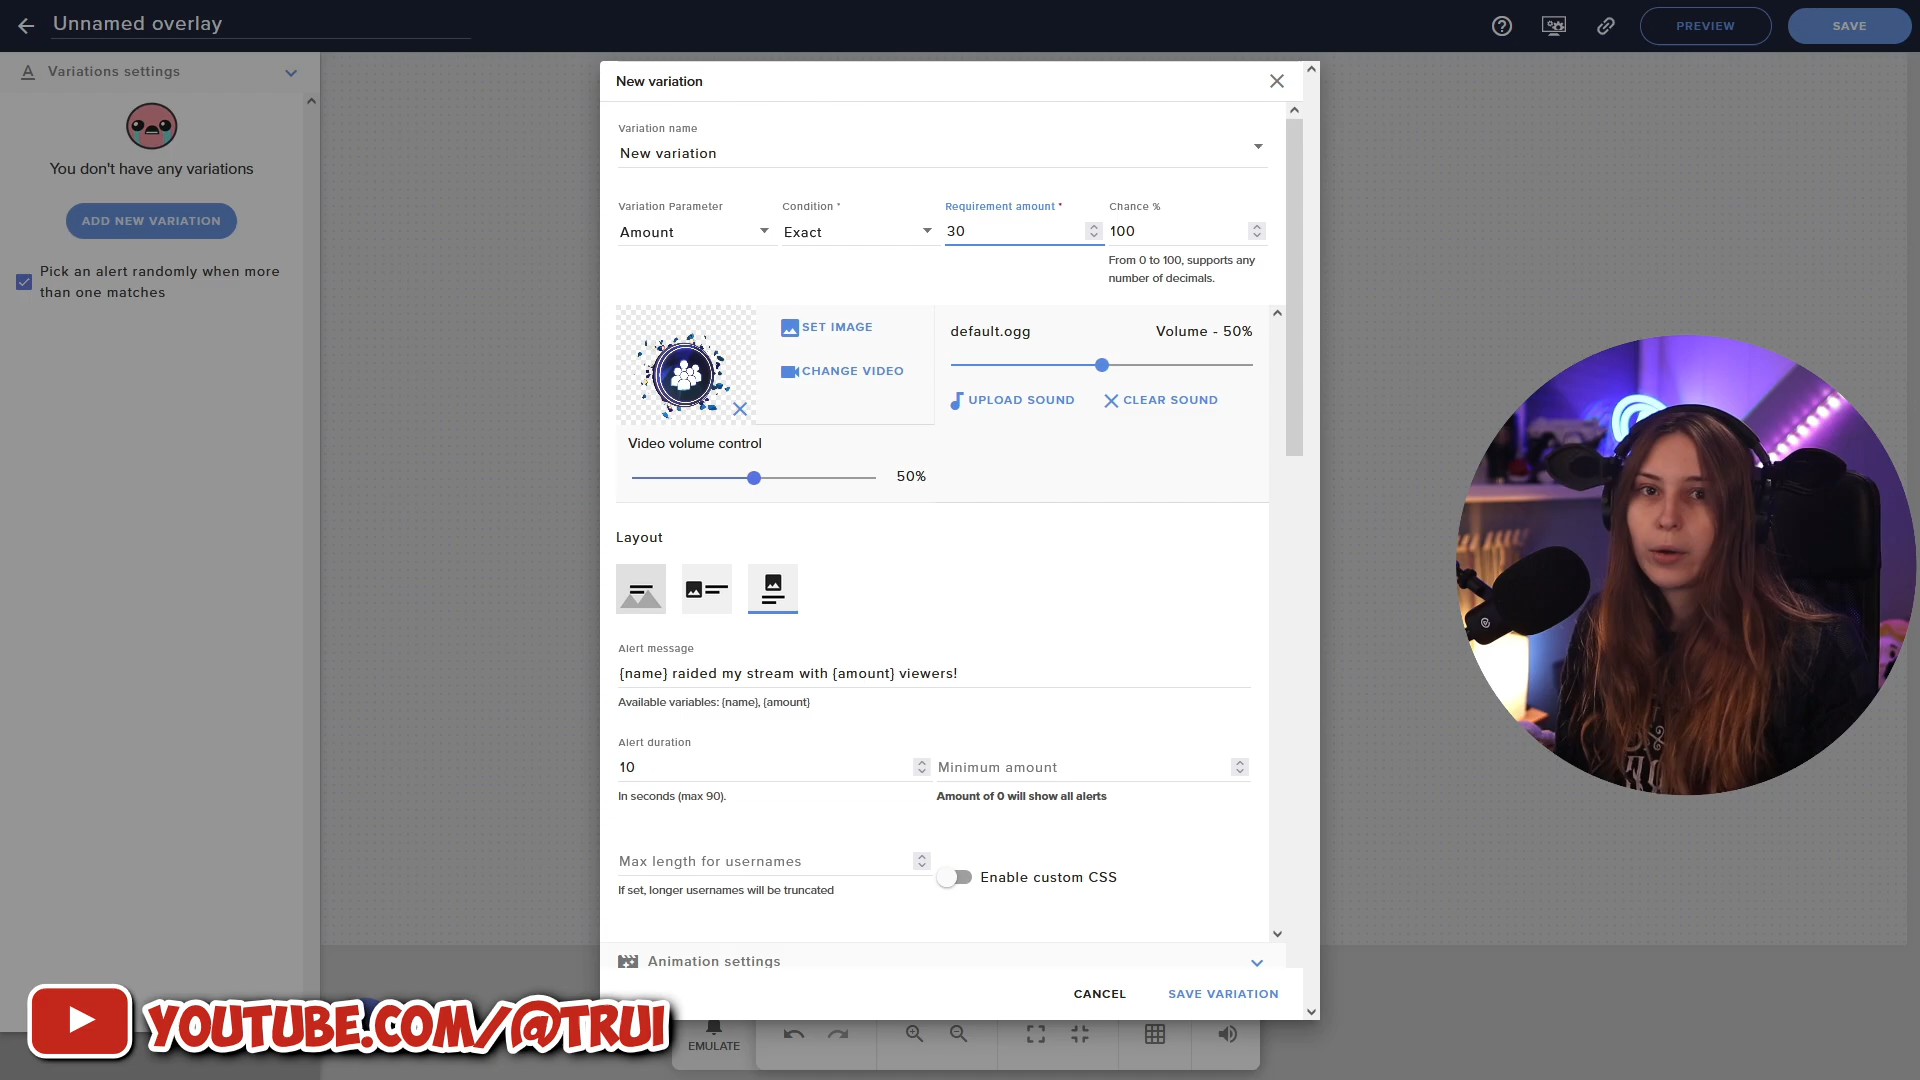 Unnamed overlay
PREVIEW
SAVE
Variations settings
You don't have any variations
ADD NEW VARIATION
Pick an alert randomly when more
than one matches
New variation
Variation name
New variation
Variation Parameter
Condition *
Requirement amount *
Chance %
Amount
Exact
30
100
From 0 to 100, supports any
number of decimals.
SET IMAGE
CHANGE VIDEO
default.ogg
Volume - 50%
UPLOAD SOUND
CLEAR SOUND
Video volume control
50%
Layout
Alert message
{name} raided my stream with {amount} viewers!
Available variables: {name}, {amount}
Alert duration
10
Minimum amount
In seconds (max 90).
Amount of 0 will show all alerts
Max length for usernames
Enable custom CSS
If set, longer usernames will be truncated
Animation settings
CANCEL
SAVE VARIATION
YOUTUBE.COM/@TRUI
EMULATE